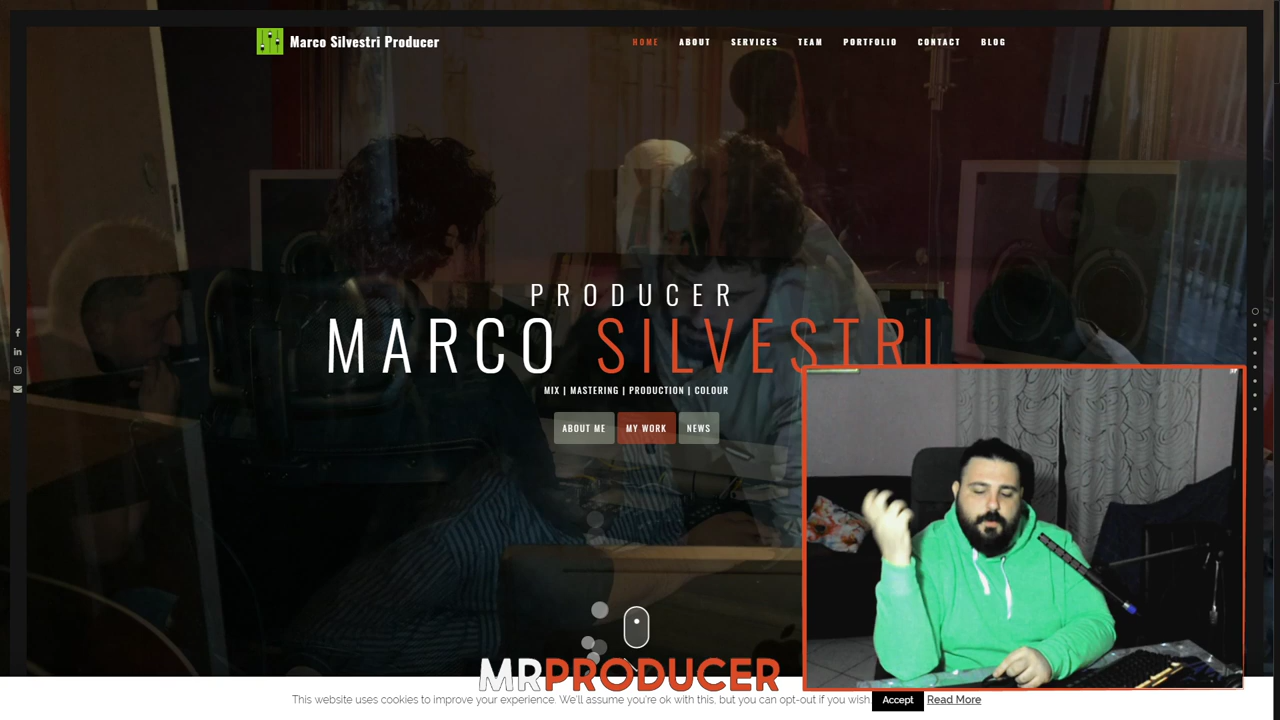 Marco Silvestri Producer
HOME ABOUT SERVICES TEAM PORTFOLIO CONTACT BLOG
PRODUCER
MARCO SILVESTRI
MIX | MASTERING | PRODUCTION | COLOUR
ABOUT ME MY WORK NEWS
MRPRODUCER
This website uses cookies to improve your experience. We'll assume you're ok with this, but you can opt-out if you wish. Accept Read More